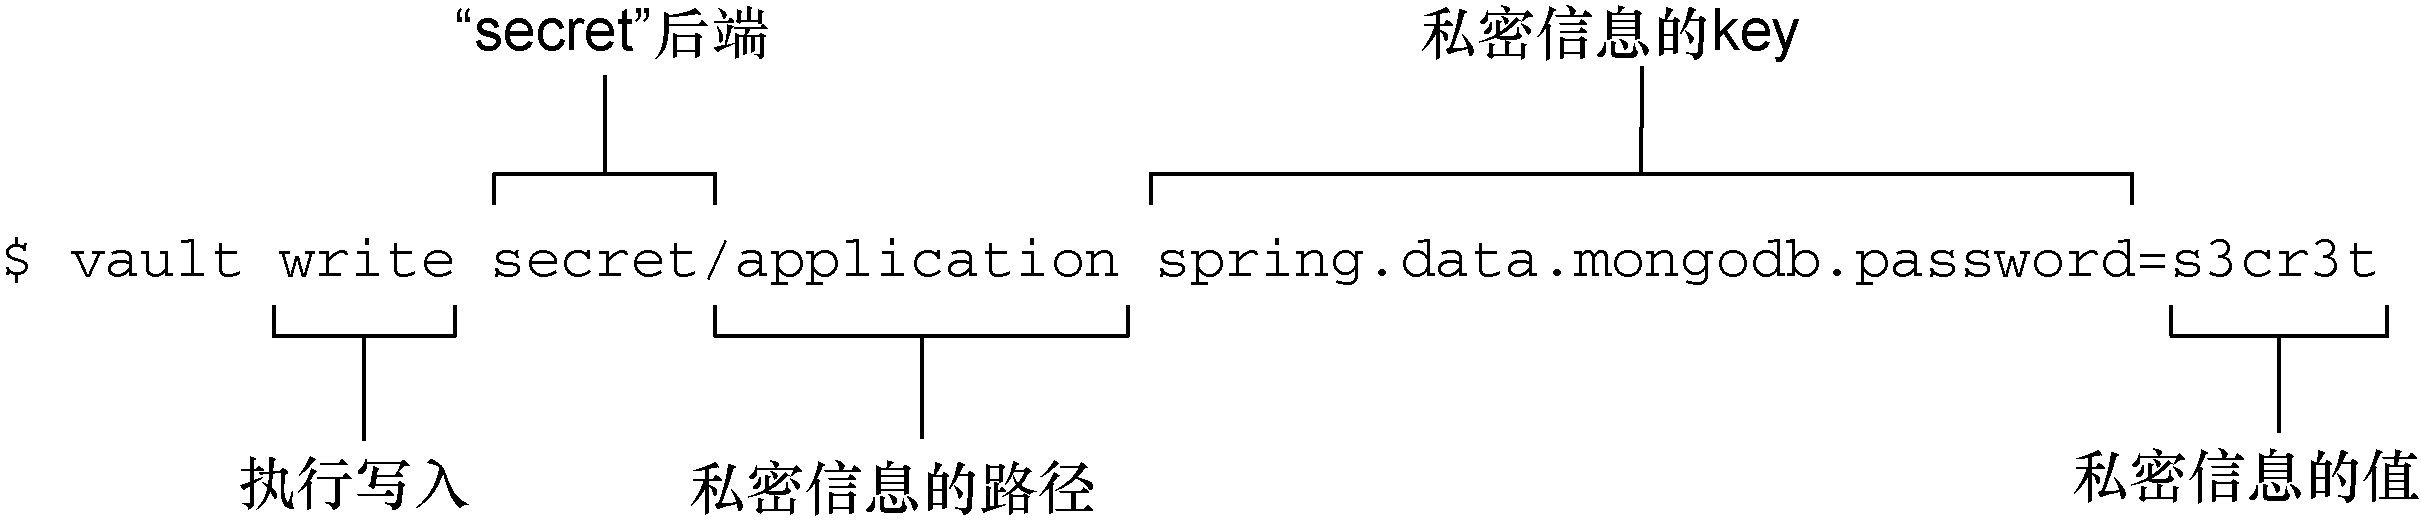 “secret”后端 私密信息的key
$ vault write secret/application spring.data.mongodb.password=s3cr3t
执行写入 私密信息的路径 私密信息的值